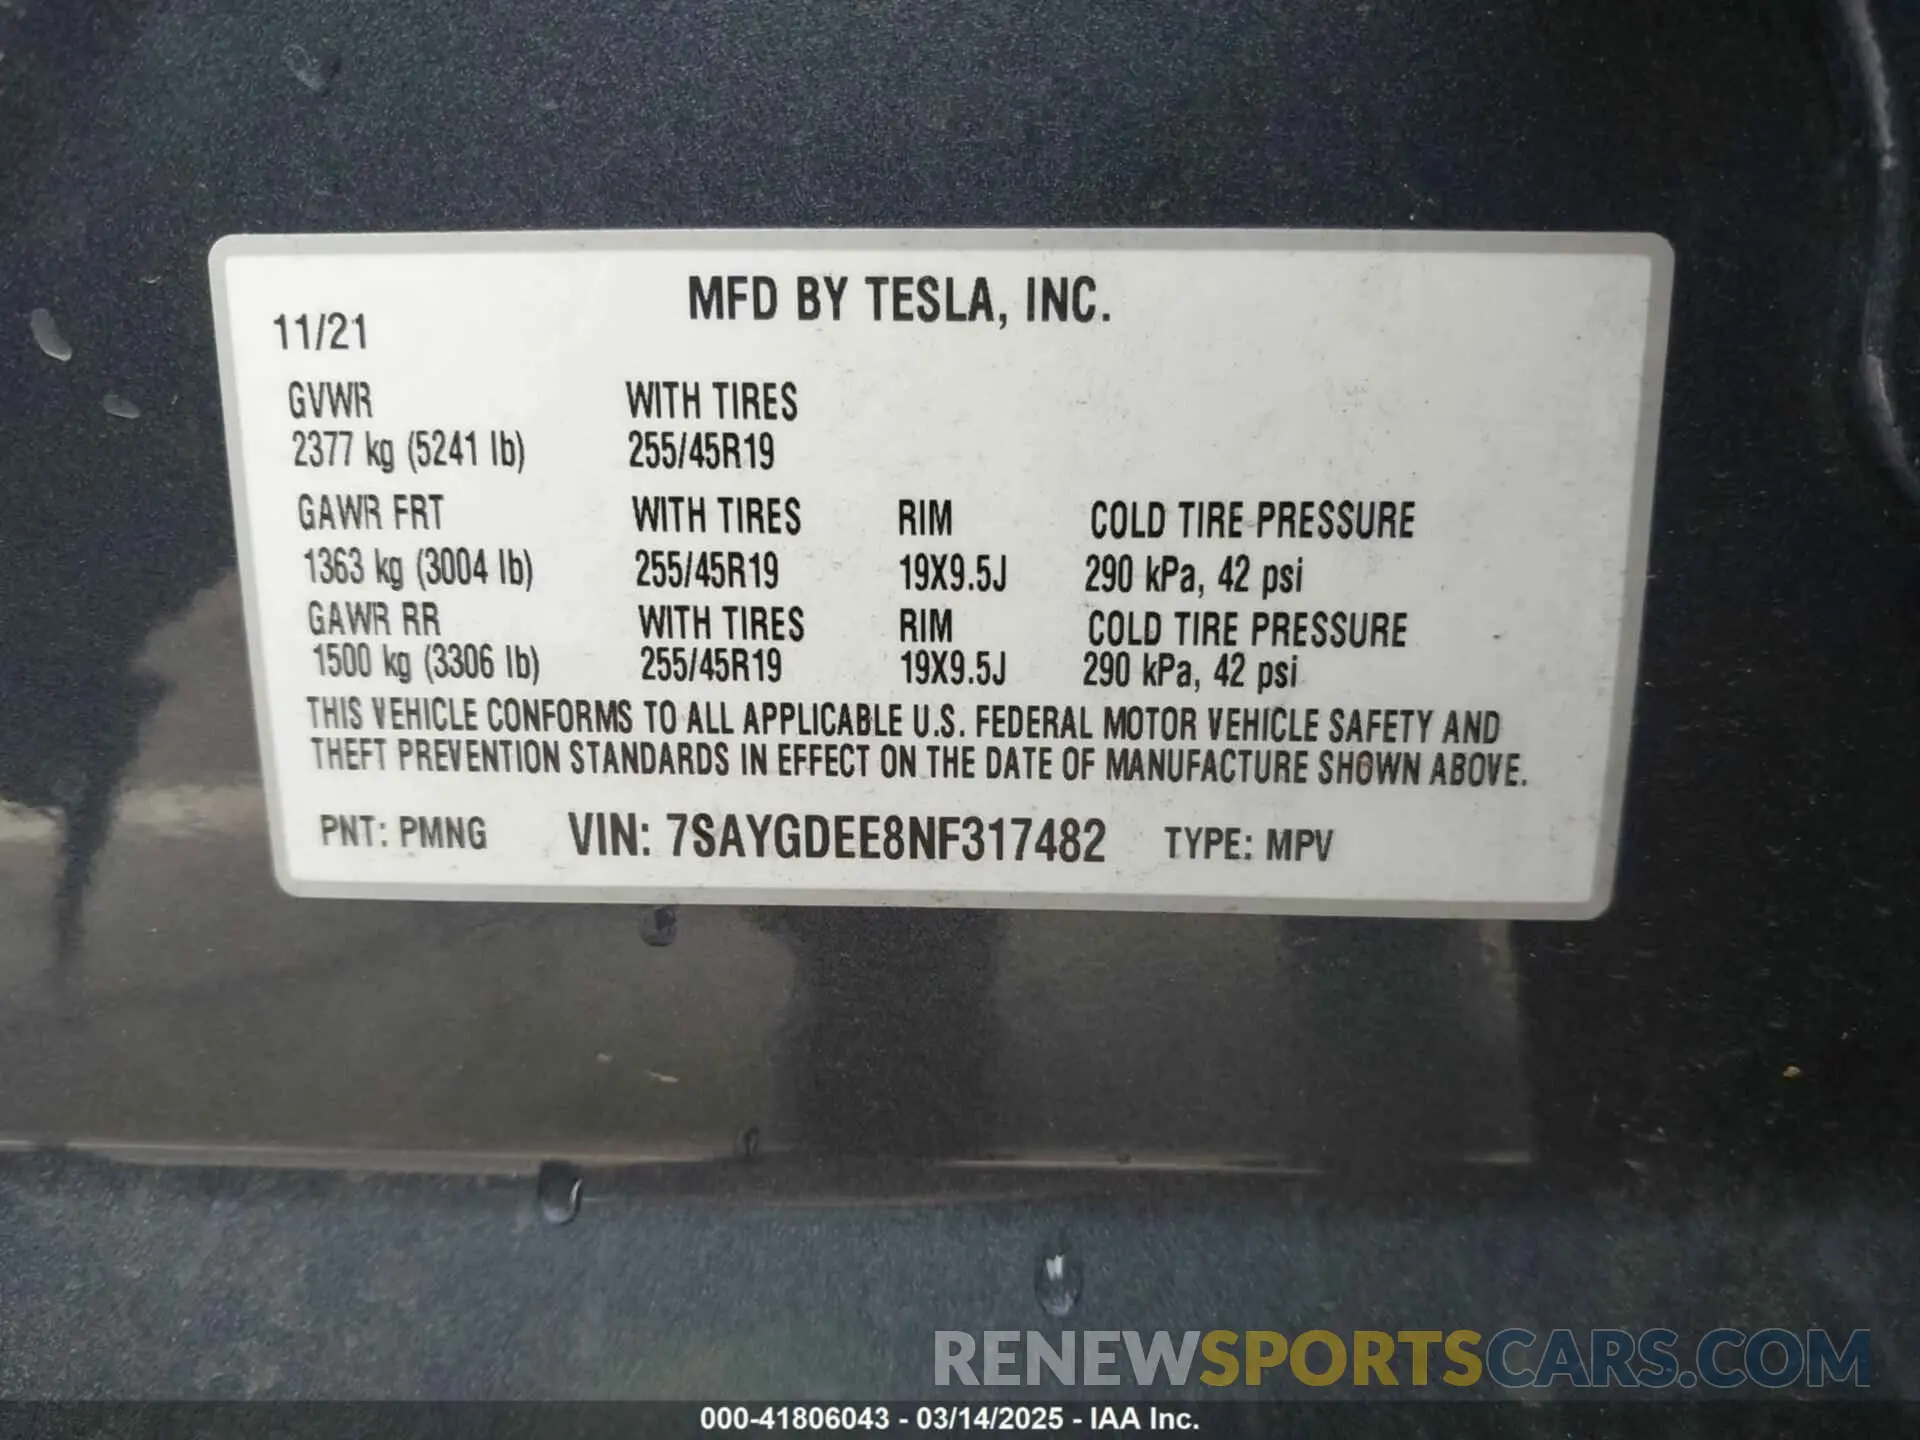 MFD BY TESLA, INC.
11/21
GVWR WITH TIRES
2377 kg (5241 lb) 255/45R19
GAWR FRT WITH TIRES RIM COLD TIRE PRESSURE
1363 kg (3004 lb) 255/45R19 19X9.5J 290 kPa, 42 psi
GAWR RR WITH TIRES RIM COLD TIRE PRESSURE
1500 kg (3306 lb) 255/45R19 19X9.5J 290 kPa, 42 psi
THIS VEHICLE CONFORMS TO ALL APPLICABLE U.S. FEDERAL MOTOR VEHICLE SAFETY AND
THEFT PREVENTION STANDARDS IN EFFECT ON THE DATE OF MANUFACTURE SHOWN ABOVE.
PNT: PMNG VIN: 7SAYGDEE8NF317482 TYPE: MPV
RENEWSPORTSCARS.COM
000-41806043 - 03/14/2025 - IAA Inc.